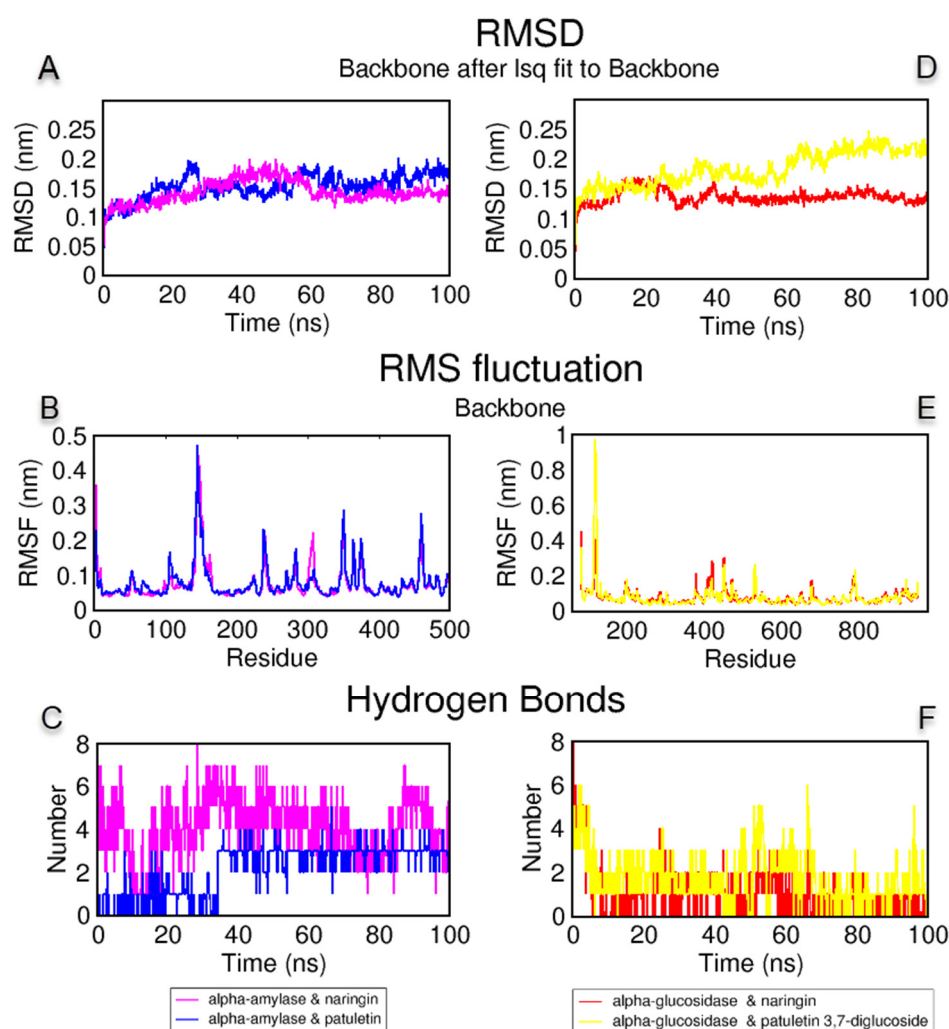 RMSD
Backbone after lsq fit to Backbone
A
D
RMSD (nm)
0.25
0.2
0.15
0.1
0.05
0
0 20 40 60 80 100
Time (ns)
RMSD (nm)
0.25
0.2
0.15
0.1
0.05
0
0 20 40 60 80 100
Time (ns)
RMS fluctuation
Backbone
B
E
RMSF (nm)
0.5
0.4
0.3
0.2
0.1
0
0 100 200 300 400 500
Residue
RMSF (nm)
1
0.8
0.6
0.4
0.2
0
200 400 600 800
Residue
Hydrogen Bonds
C
F
Number
8
6
4
2
0
0 20 40 60 80 100
Time (ns)
Number
8
6
4
2
0
0 20 40 60 80 100
Time (ns)
alpha-amylase & naringin
alpha-amylase & patuletin
alpha-glucosidase & naringin
alpha-glucosidase & patuletin 3,7-diglucoside